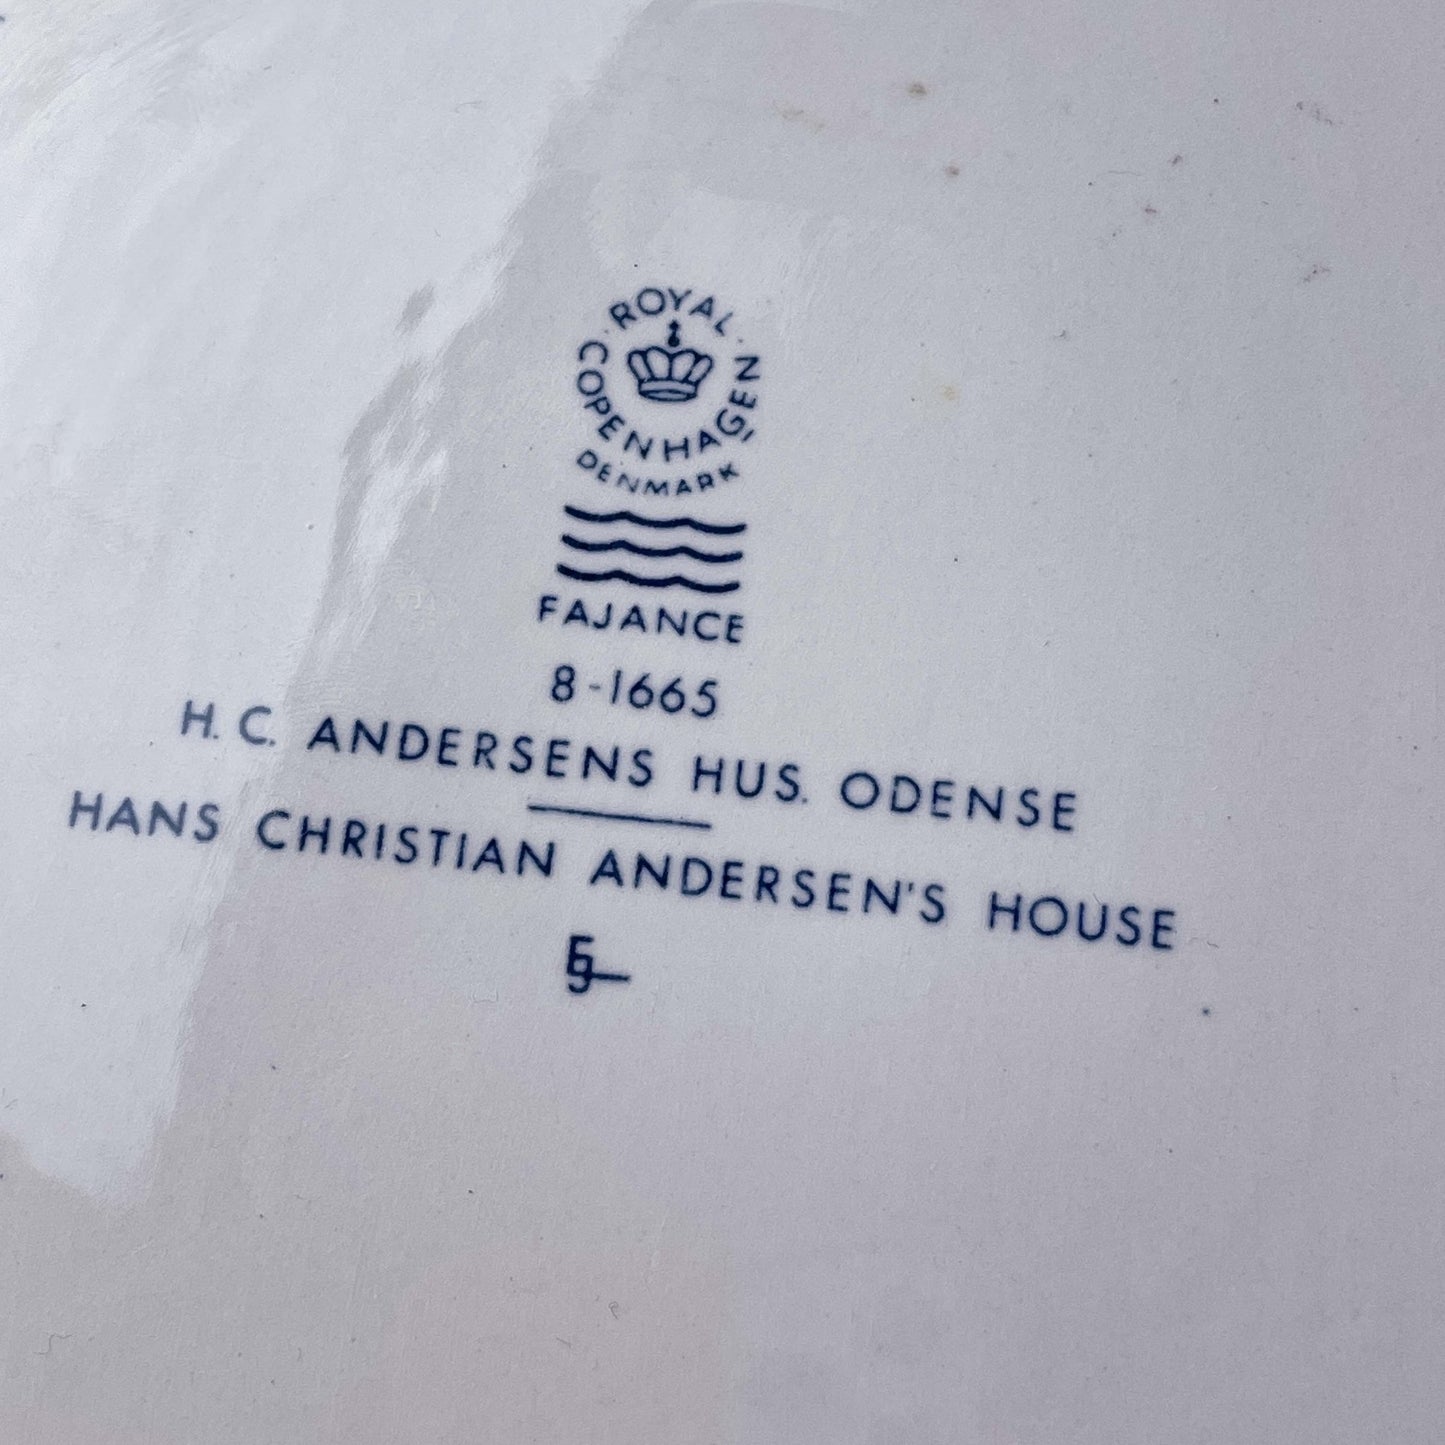 ROYAL
COPENHAGEN
DENMARK
FAJANCE
8-1665
H. C. ANDERSENS HUS. ODENSE
HANS CHRISTIAN ANDERSEN'S HOUSE